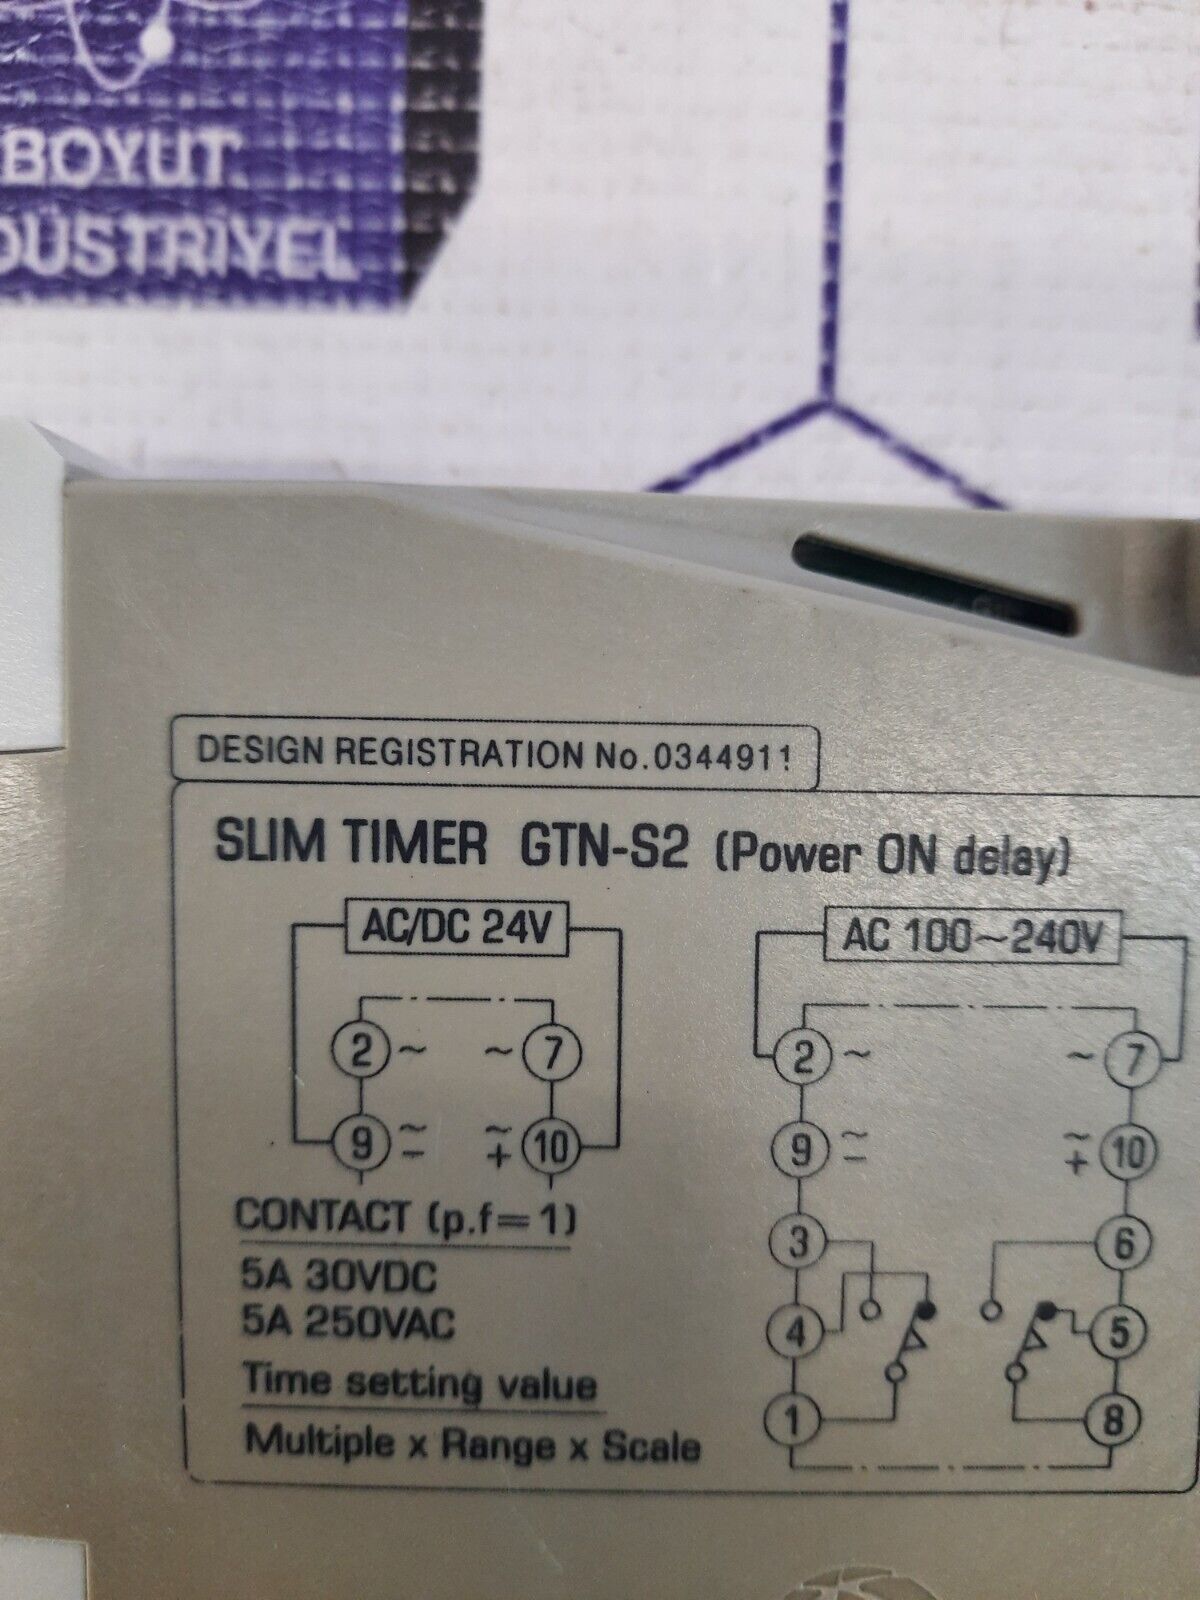 BOYUT
DÜSTRİYEL
DESIGN REGISTRATION No.0344911
SLIM TIMER GTN-S2 (Power ON delay)
AC/DC 24V
AC 100~240V
2 ~ ~ 7
2 ~ ~ 7
9 ≂ ≂ 10
− +
9 ≂ ≂ 10
− +
CONTACT (p.f=1)
5A 30VDC
5A 250VAC
Time setting value
Multiple x Range x Scale
3 6
4 5
1 8